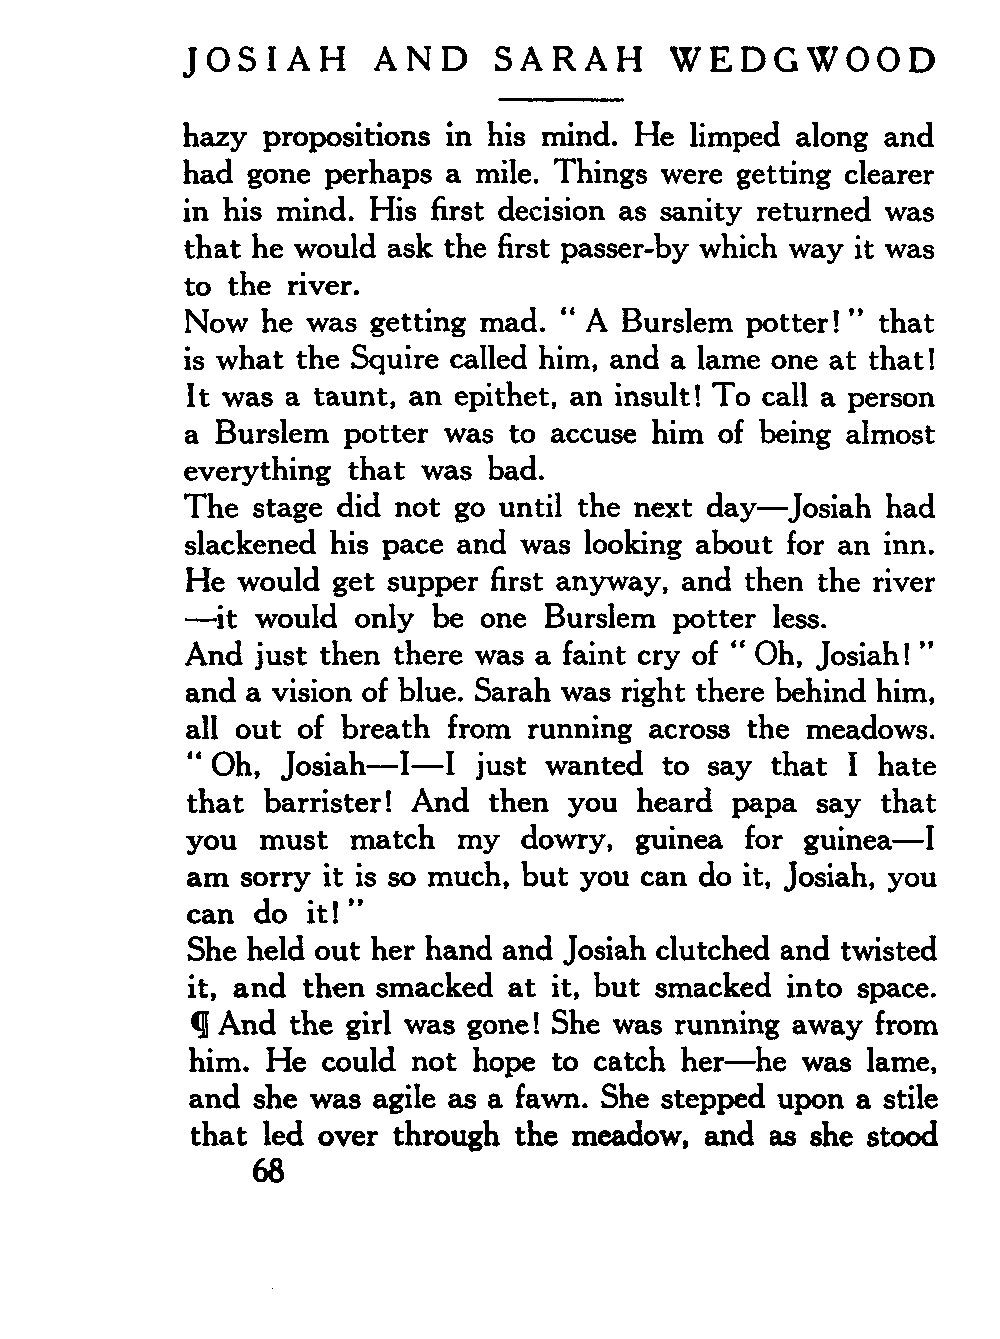 JOSIAH AND SARAH WEDGWOOD
hazy propositions in his mind. He limped along and
had gone perhaps a mile. Things were getting clearer
in his mind. His first decision as sanity returned was
that he would ask the first passer-by which way it was
to the river.
Now he was getting mad. “ A Burslem potter! ” that
is what the Squire called him, and a lame one at that!
It was a taunt, an epithet, an insult! To call a person
a Burslem potter was to accuse him of being almost
everything that was bad.
The stage did not go until the next day—Josiah had
slackened his pace and was looking about for an inn.
He would get supper first anyway, and then the river
—it would only be one Burslem potter less.
And just then there was a faint cry of “ Oh, Josiah! ”
and a vision of blue. Sarah was right there behind him,
all out of breath from running across the meadows.
“ Oh, Josiah—I—I just wanted to say that I hate
that barrister! And then you heard papa say that
you must match my dowry, guinea for guinea—I
am sorry it is so much, but you can do it, Josiah, you
can do it! ”
She held out her hand and Josiah clutched and twisted
it, and then smacked at it, but smacked into space.
¶ And the girl was gone! She was running away from
him. He could not hope to catch her—he was lame,
and she was agile as a fawn. She stepped upon a stile
that led over through the meadow, and as she stood
68